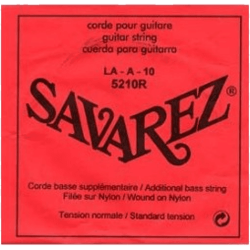 corde pour guitare
guitar string
cuerda para guitarra
LA - A - 10
5210R
SAVAREZ
Corde basse supplémentaire / Additional bass string
Filée sur Nylon / Wound on Nylon
Tension normale / Standard tension